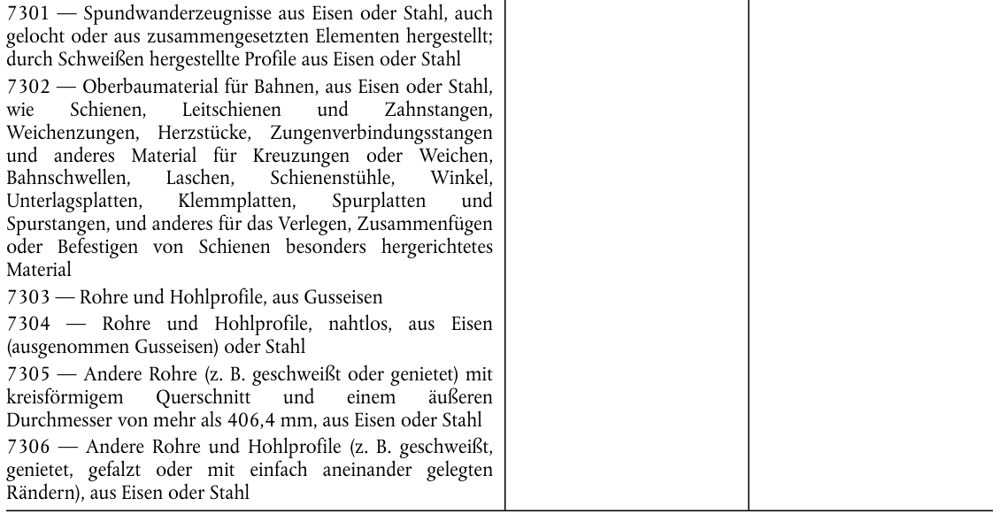 7301 — Spundwanderzeugnisse aus Eisen oder Stahl, auch
gelocht oder aus zusammengesetzten Elementen hergestellt;
durch Schweißen hergestellte Profile aus Eisen oder Stahl
7302 — Oberbaumaterial für Bahnen, aus Eisen oder Stahl,
wie Schienen, Leitschienen und Zahnstangen,
Weichenzungen, Herzstücke, Zungenverbindungsstangen
und anderes Material für Kreuzungen oder Weichen,
Bahnschwellen, Laschen, Schienenstühle, Winkel,
Unterlagsplatten, Klemmplatten, Spurplatten und
Spurstangen, und anderes für das Verlegen, Zusammenfügen
oder Befestigen von Schienen besonders hergerichtetes
Material
7303 — Rohre und Hohlprofile, aus Gusseisen
7304 — Rohre und Hohlprofile, nahtlos, aus Eisen
(ausgenommen Gusseisen) oder Stahl
7305 — Andere Rohre (z. B. geschweißt oder genietet) mit
kreisförmigem Querschnitt und einem äußeren
Durchmesser von mehr als 406,4 mm, aus Eisen oder Stahl
7306 — Andere Rohre und Hohlprofile (z. B. geschweißt,
genietet, gefalzt oder mit einfach aneinander gelegten
Rändern), aus Eisen oder Stahl